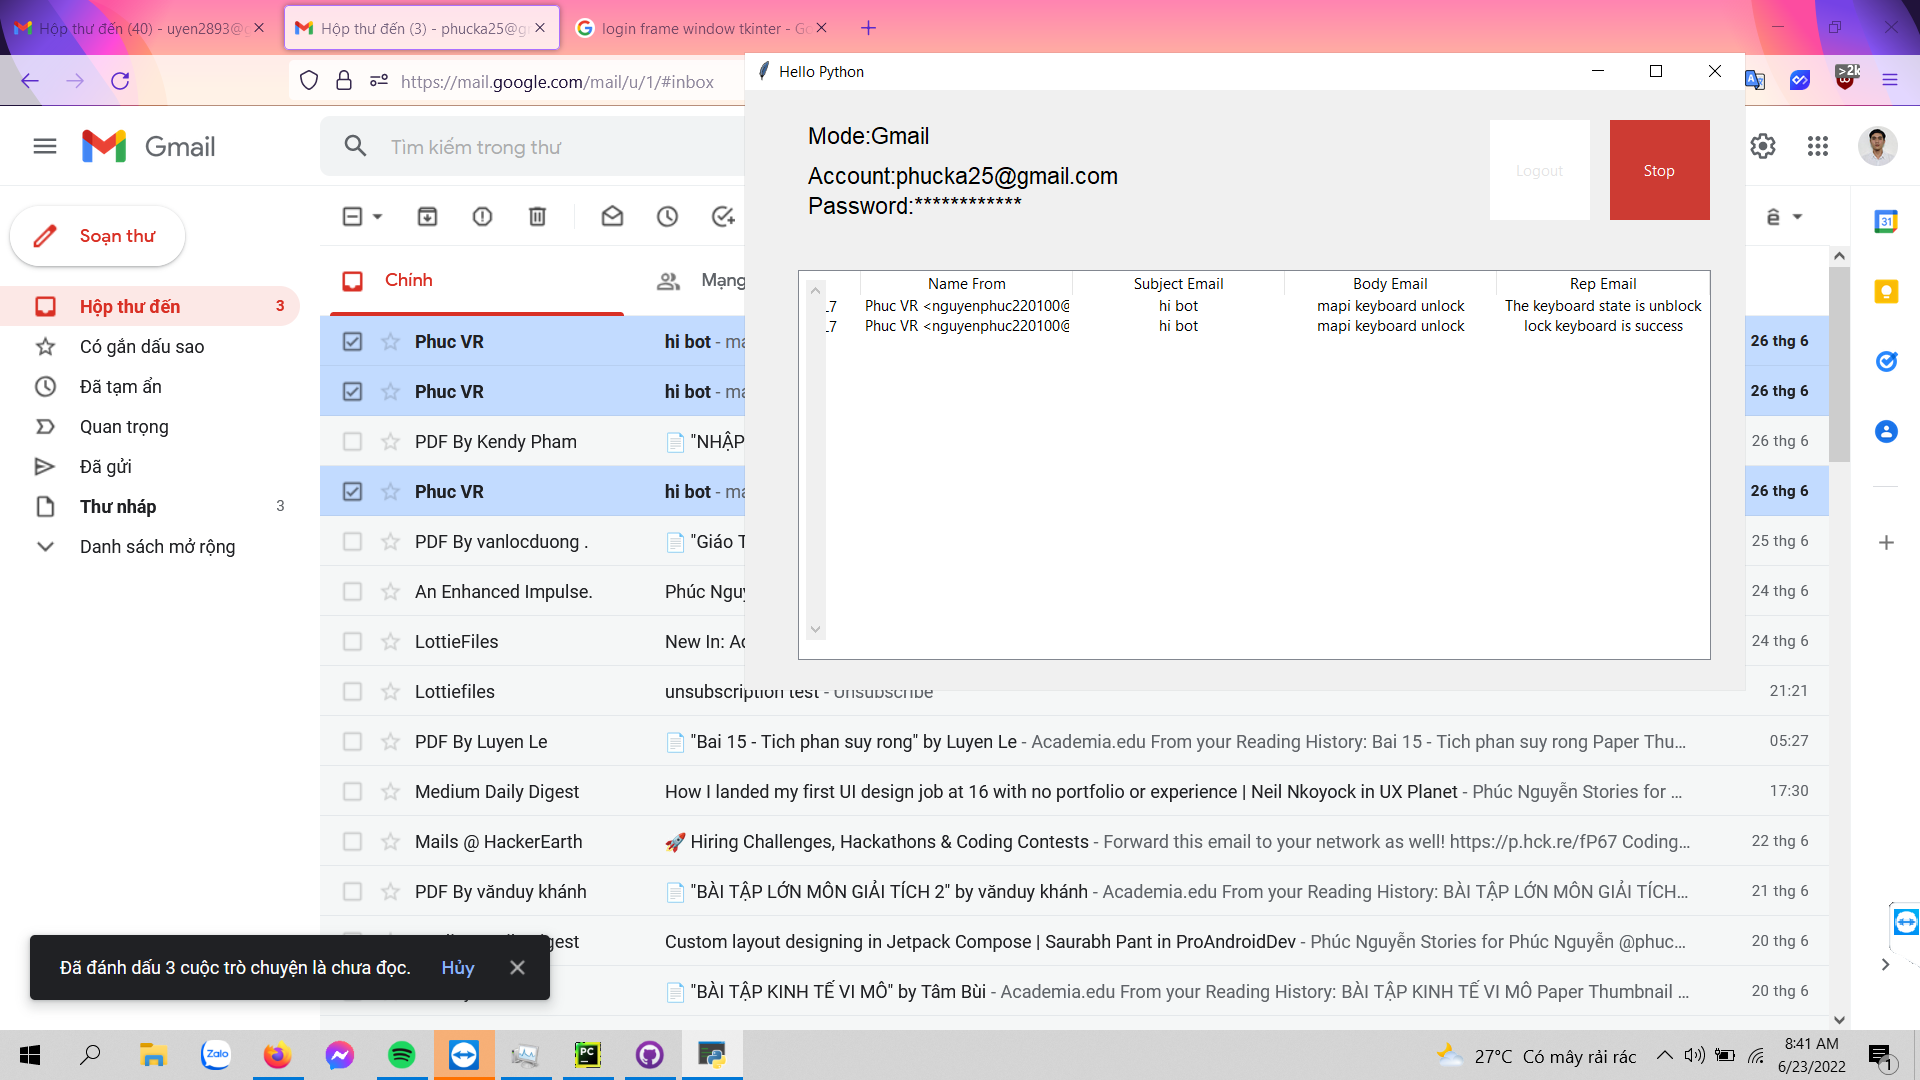 Hộp thư đến (40) - uyen2893@g
Hộp thư đến (3) - phucka25@gr
login frame window tkinter - Go
https://mail.google.com/mail/u/1/#inbox
Hello Python
>2k
Gmail
Tìm kiếm trong thư
Mode:Gmail
Account:phucka25@gmail.com
Password:************
Logout
Stop
Soạn thư
31
Chính
Mạng
Hộp thư đến 3
Có gắn dấu sao
Đã tạm ẩn
Quan trọng
Đã gửi
Thư nháp 3
Danh sách mở rộng
Name From Subject Email Body Email Rep Email
17 Phuc VR <nguyenphuc220100@ hi bot mapi keyboard unlock The keyboard state is unblock
17 Phuc VR <nguyenphuc220100@ hi bot mapi keyboard unlock lock keyboard is success
Phuc VR hi bot - ma 26 thg 6
Phuc VR hi bot - ma 26 thg 6
PDF By Kendy Pham "NHẬP 26 thg 6
Phuc VR hi bot - ma 26 thg 6
PDF By vanlocduong . "Giáo T 25 thg 6
An Enhanced Impulse. Phúc Nguy 24 thg 6
LottieFiles New In: Ad 24 thg 6
Lottiefiles unsubscription test - Unsubscribe 21:21
PDF By Luyen Le "Bai 15 - Tich phan suy rong" by Luyen Le - Academia.edu From your Reading History: Bai 15 - Tich phan suy rong Paper Thu... 05:27
Medium Daily Digest How I landed my first UI design job at 16 with no portfolio or experience | Neil Nkoyock in UX Planet - Phúc Nguyễn Stories for ... 17:30
Mails @ HackerEarth 🚀 Hiring Challenges, Hackathons & Coding Contests - Forward this email to your network as well! https://p.hck.re/fP67 Coding... 22 thg 6
PDF By vănduy khánh "BÀI TẬP LỚN MÔN GIẢI TÍCH 2" by vănduy khánh - Academia.edu From your Reading History: BÀI TẬP LỚN MÔN GIẢI TÍCH... 21 thg 6
gest Custom layout designing in Jetpack Compose | Saurabh Pant in ProAndroidDev - Phúc Nguyễn Stories for Phúc Nguyễn @phuc... 20 thg 6
"BÀI TẬP KINH TẾ VI MÔ" by Tâm Bùi - Academia.edu From your Reading History: BÀI TẬP KINH TẾ VI MÔ Paper Thumbnail ... 20 thg 6
Đã đánh dấu 3 cuộc trò chuyện là chưa đọc. Hủy
Zalo
PC
27°C Có mây rải rác
8:41 AM
6/23/2022
1